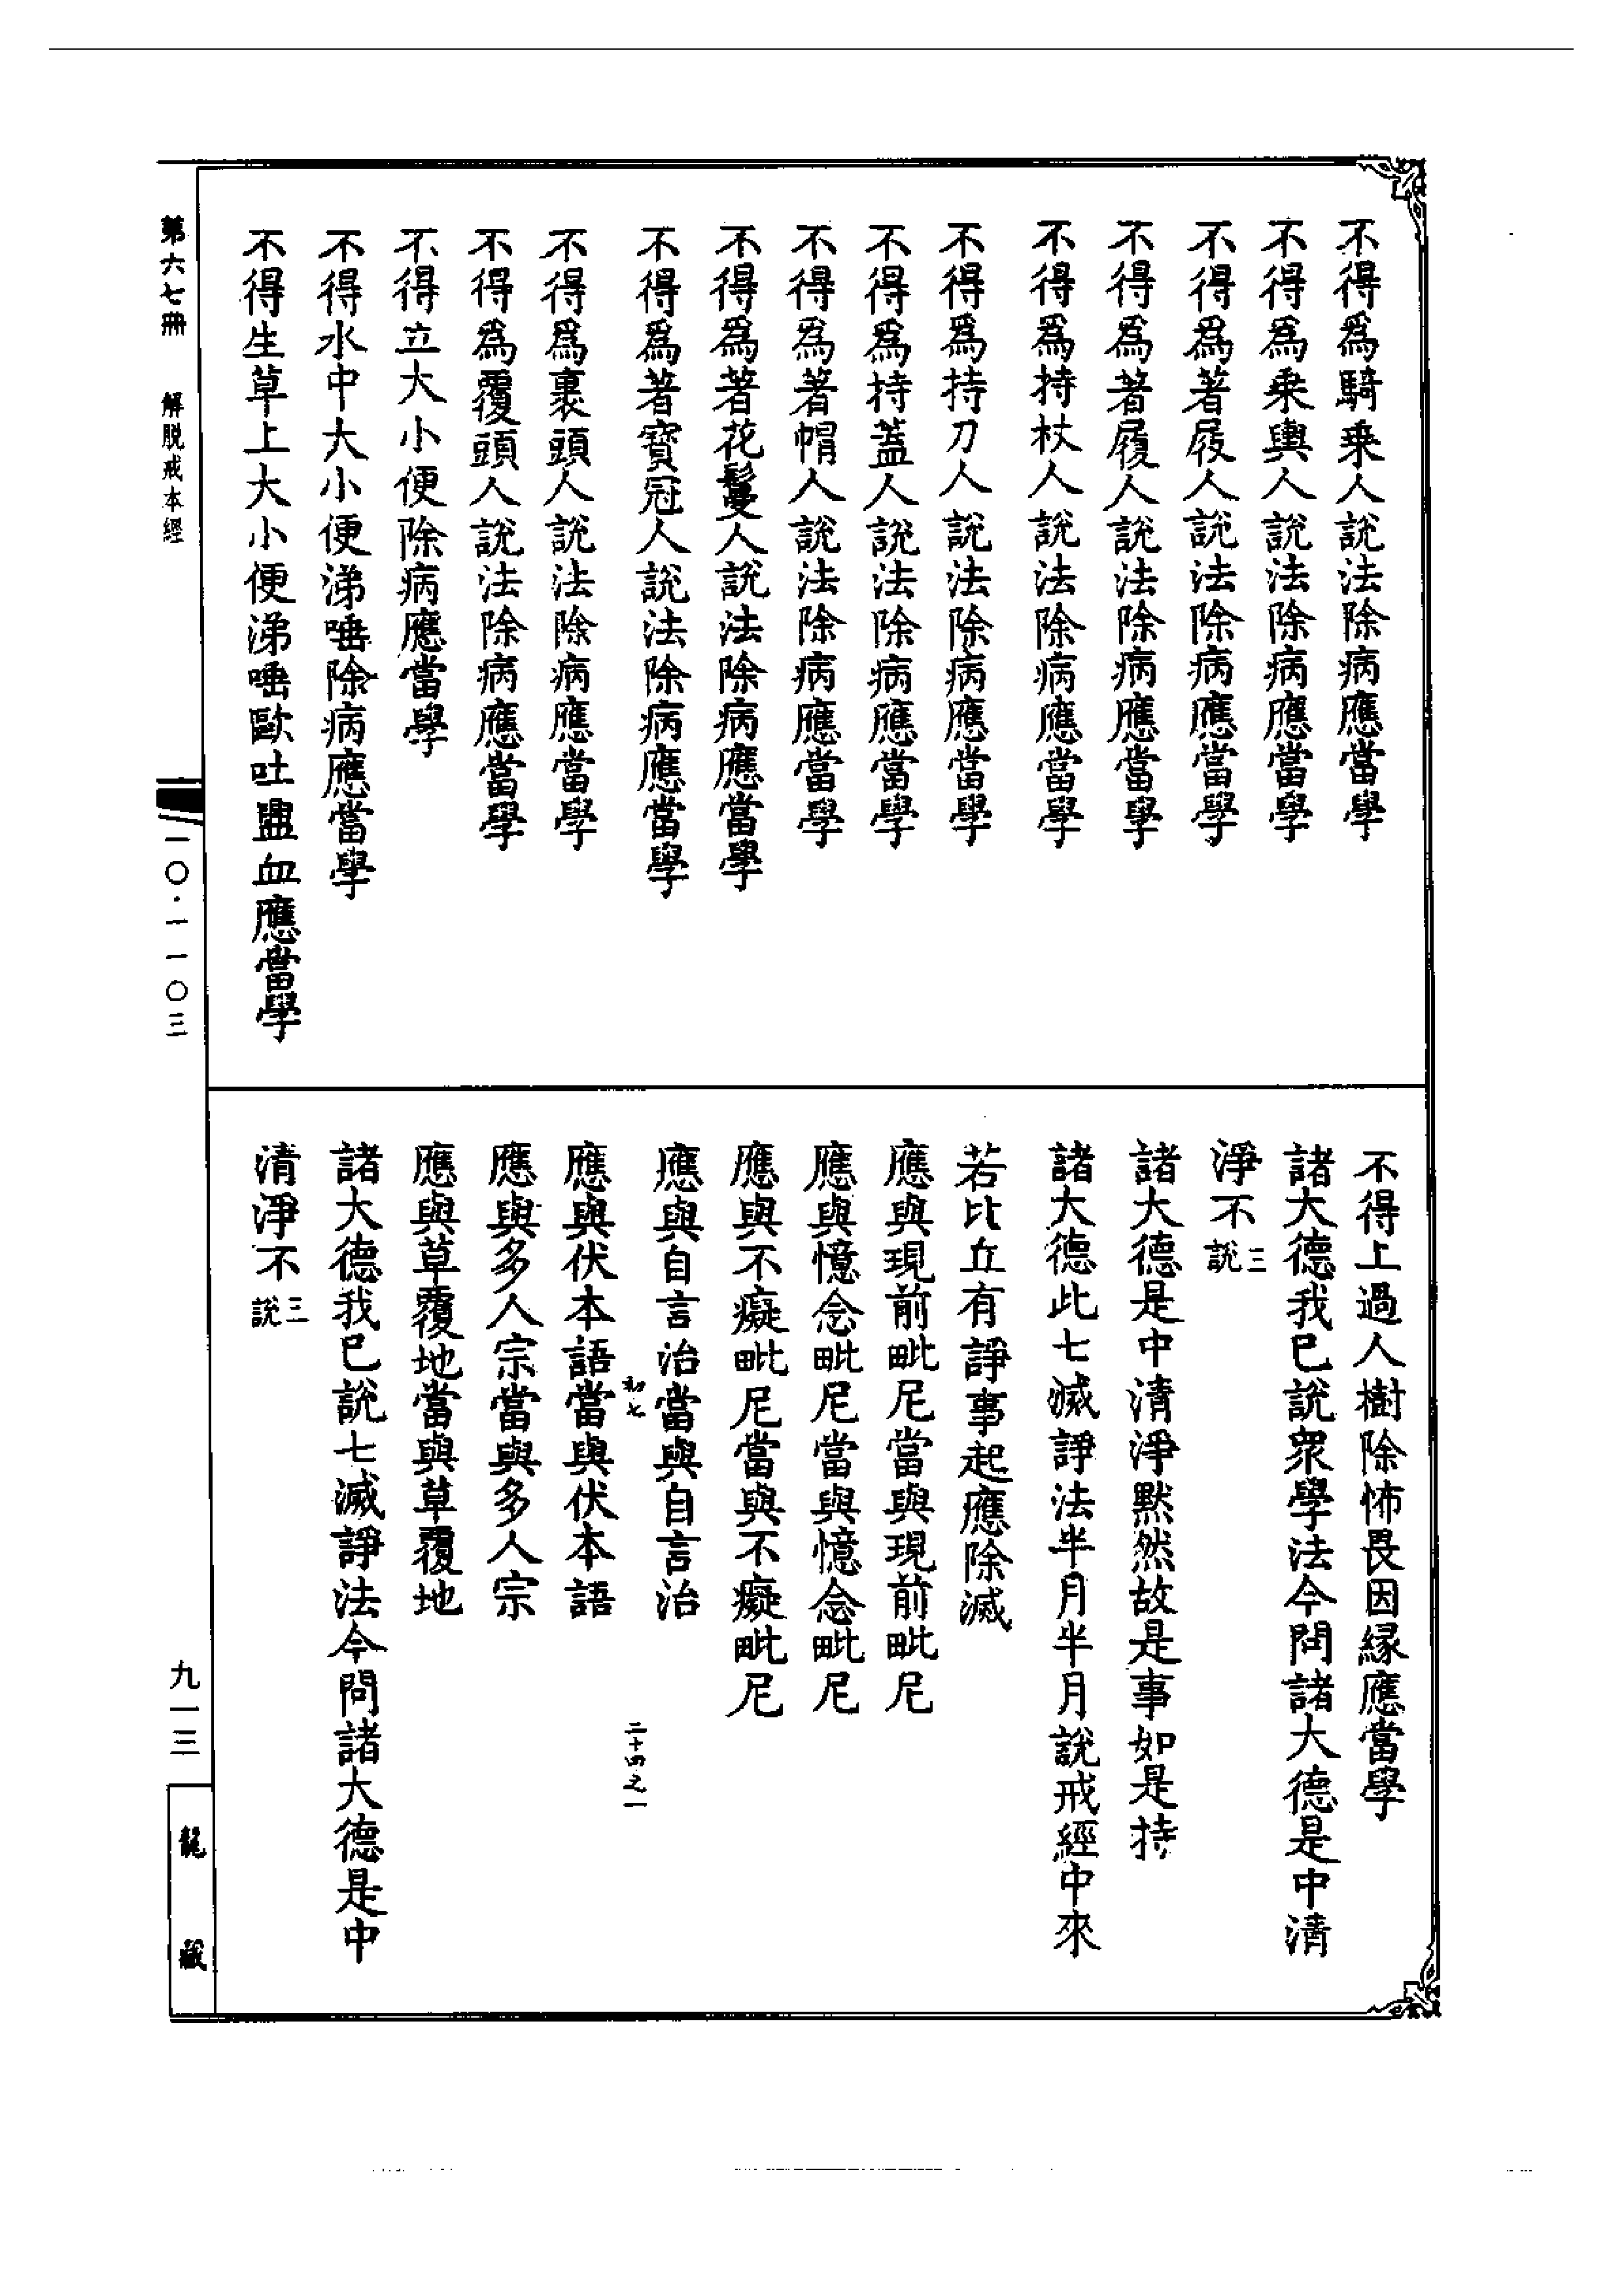 不得爲騎乘人說法除病應當學
不得爲乘輿人說法除病應當學
不得爲著屐人說法除病應當學
不得爲著履人說法除病應當學
不得爲持杖人說法除病應當學
不得爲持刀人說法除病應當學
不得爲持蓋人說法除病應當學
不得爲著帽人說法除病應當學
不得爲著花鬘人說法除病應當學
不得爲著寶冠人說法除病應當學
不得爲裹頭人說法除病應當學
不得爲覆頭人說法除病應當學
不得立大小便除病應當學
不得水中大小便涕唾除病應當學
不得生草上大小便涕唾歐吐盥血應當學
不得上過人樹除怖畏因緣應當學
諸大德我已說眾學法今問諸大德是中清
淨不三說
諸大德是中清淨默然故是事如是持
諸大德此七滅諍法半月半月說戒經中來
若比丘有諍事起應除滅
應與現前毗尼當與現前毗尼
應與憶念毗尼當與憶念毗尼
應與不癡毗尼當與不癡毗尼
應與自言治當與自言治
初七 二十四之一
應與伏本語當與伏本語
應與多人宗當與多人宗
應與草覆地當與草覆地
諸大德我已說七滅諍法今問諸大德是中
清淨不三說
第六七冊 解脱戒本經 一〇·一一〇三 九一三 龍藏